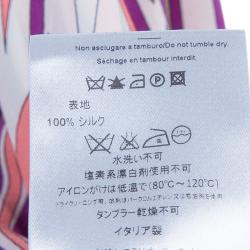 Non asciugare a tamburo/Do not tumble dry
Séchage en tambour interdit
表地
100% シルク
水洗い不可
塩素系漂白剤使用不可
アイロンがけは低温で(80℃~120℃)
タンブラー乾燥不可
イタリア製